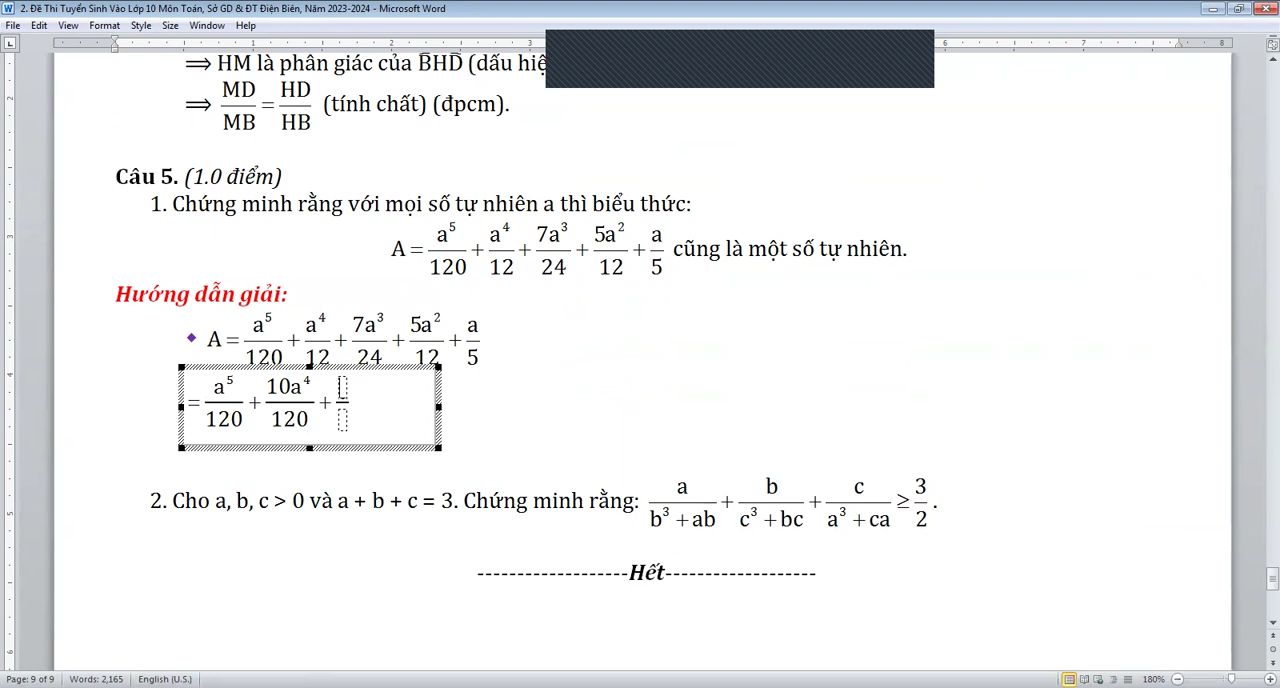 2. Đề Thi Tuyển Sinh Vào Lớp 10 Môn Toán, Sở GD & ĐT Điện Biên, Năm 2023-2024 - Microsoft Word
File Edit View Format Style Size Window Help
1 2 3 6 7 8
⟹ HM là phân giác của BHD (dấu hiệ
⟹ MD/MB = HD/HB (tính chất) (đpcm).
Câu 5. (1.0 điểm)
1. Chứng minh rằng với mọi số tự nhiên a thì biểu thức:
A = a⁵/120 + a⁴/12 + 7a³/24 + 5a²/12 + a/5 cũng là một số tự nhiên.
Hướng dẫn giải:
A = a⁵/120 + a⁴/12 + 7a³/24 + 5a²/12 + a/5
= a⁵/120 + 10a⁴/120 +
2. Cho a, b, c > 0 và a + b + c = 3. Chứng minh rằng: a/(b³ + ab) + b/(c³ + bc) + c/(a³ + ca) ≥ 3/2.
-------------------Hết-------------------
Page: 9 of 9 Words: 2,165 English (U.S.) 180%